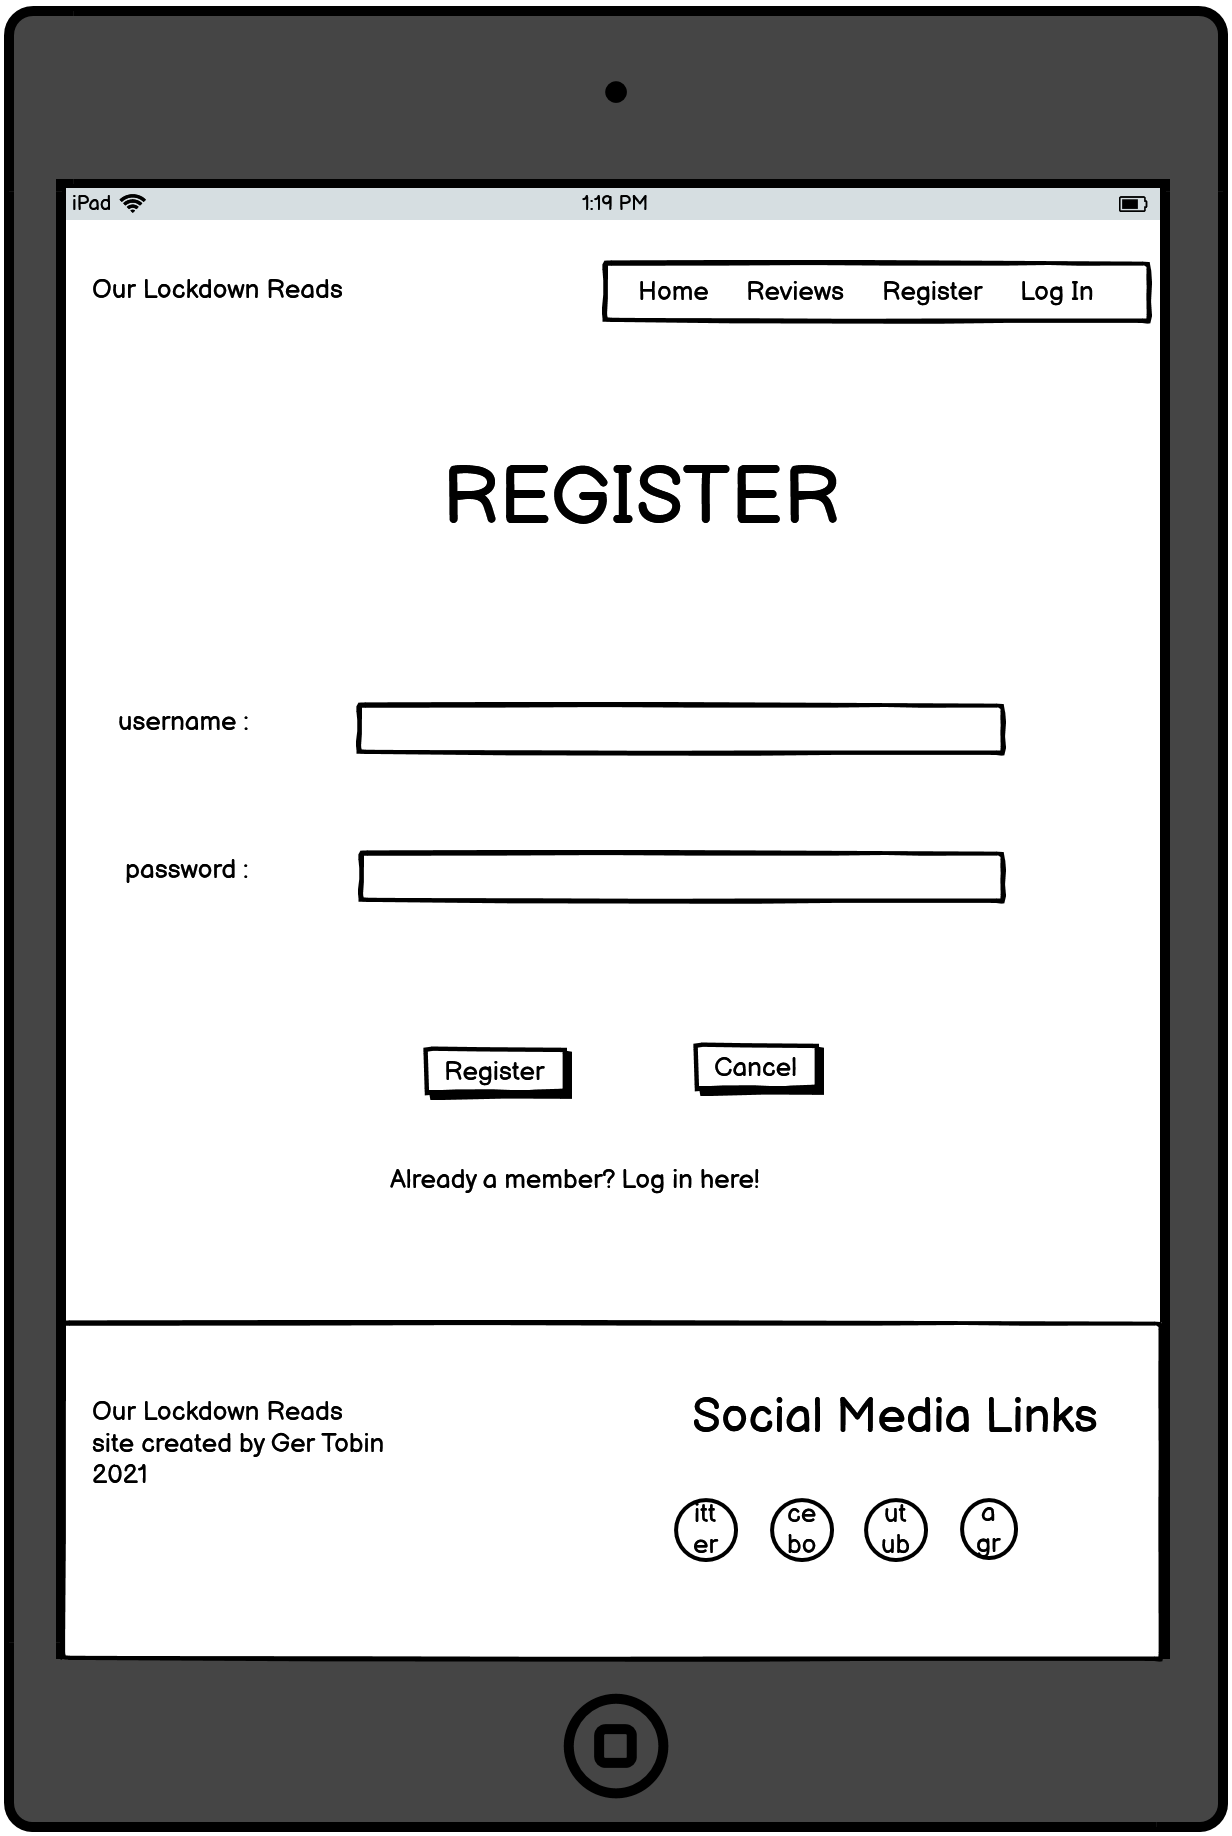 iPad 1:19 PM
Our Lockdown Reads
Home Reviews Register Log In
REGISTER
username :
password :
Register Cancel
Already a member? Log in here!
Our Lockdown Reads
site created by Ger Tobin
2021
Social Media Links
itt ce ut a
er bo ub gr